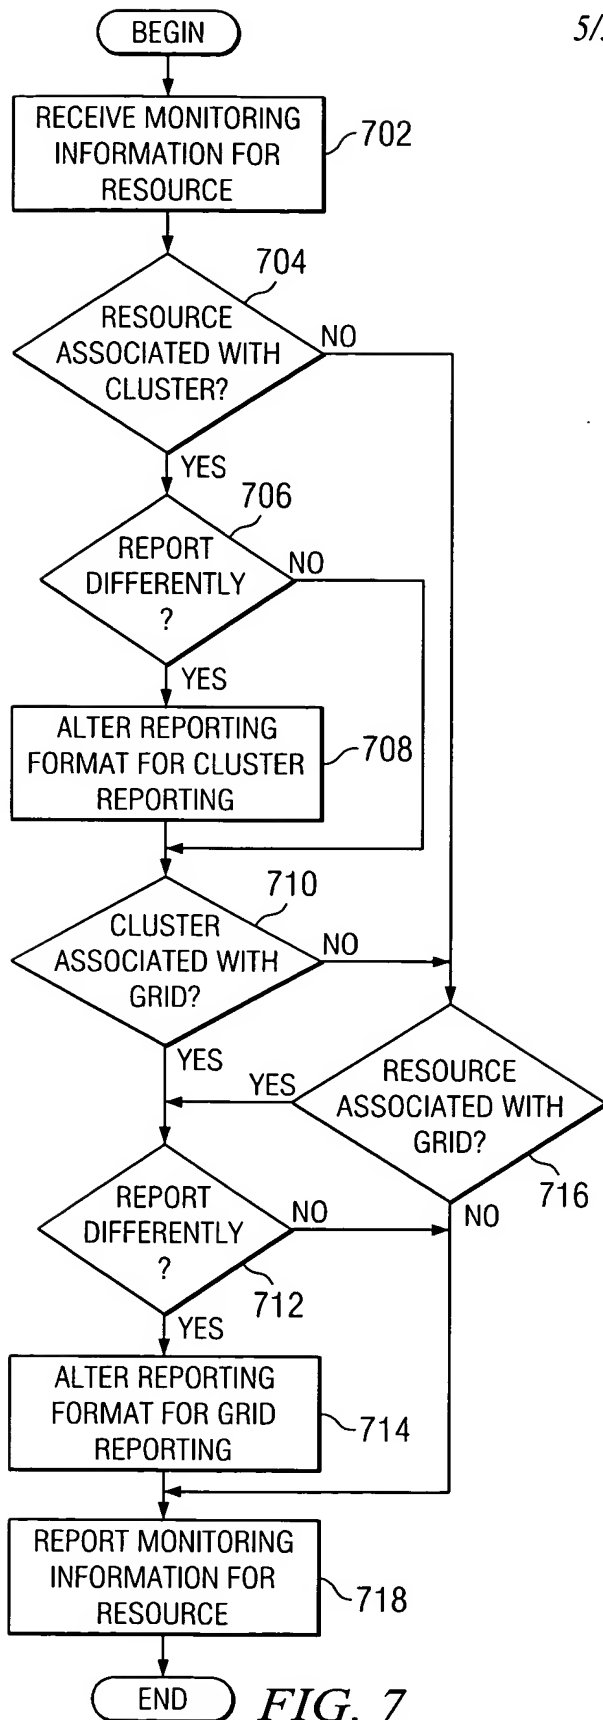 BEGIN
5/
RECEIVE MONITORING
INFORMATION FOR
RESOURCE
702
704
RESOURCE
ASSOCIATED WITH
CLUSTER?
NO
YES
706
REPORT
DIFFERENTLY
?
NO
YES
ALTER REPORTING
FORMAT FOR CLUSTER
REPORTING
708
710
CLUSTER
ASSOCIATED WITH
GRID?
NO
YES
YES
RESOURCE
ASSOCIATED WITH
GRID?
716
NO
REPORT
DIFFERENTLY
?
NO
712
YES
ALTER REPORTING
FORMAT FOR GRID
REPORTING
714
REPORT MONITORING
INFORMATION FOR
RESOURCE
718
END
FIG. 7